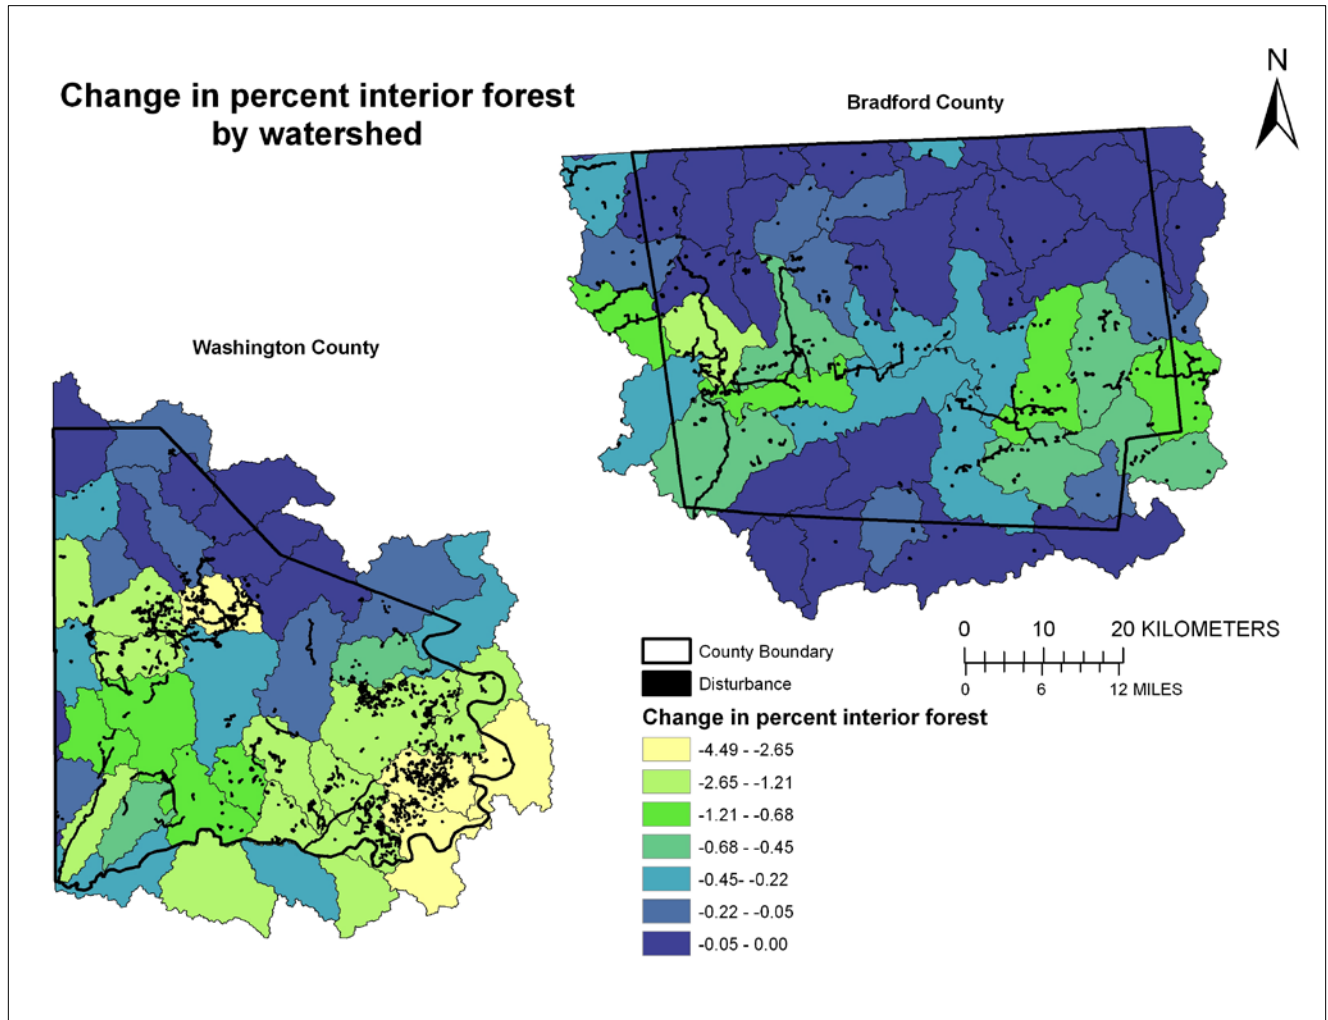 Change in percent interior forest
by watershed
Bradford County
N
Washington County
0 10 20 KILOMETERS
0 6 12 MILES
County Boundary
Disturbance
Change in percent interior forest
-4.49 - -2.65
-2.65 - -1.21
-1.21 - -0.68
-0.68 - -0.45
-0.45- -0.22
-0.22 - -0.05
-0.05 - 0.00